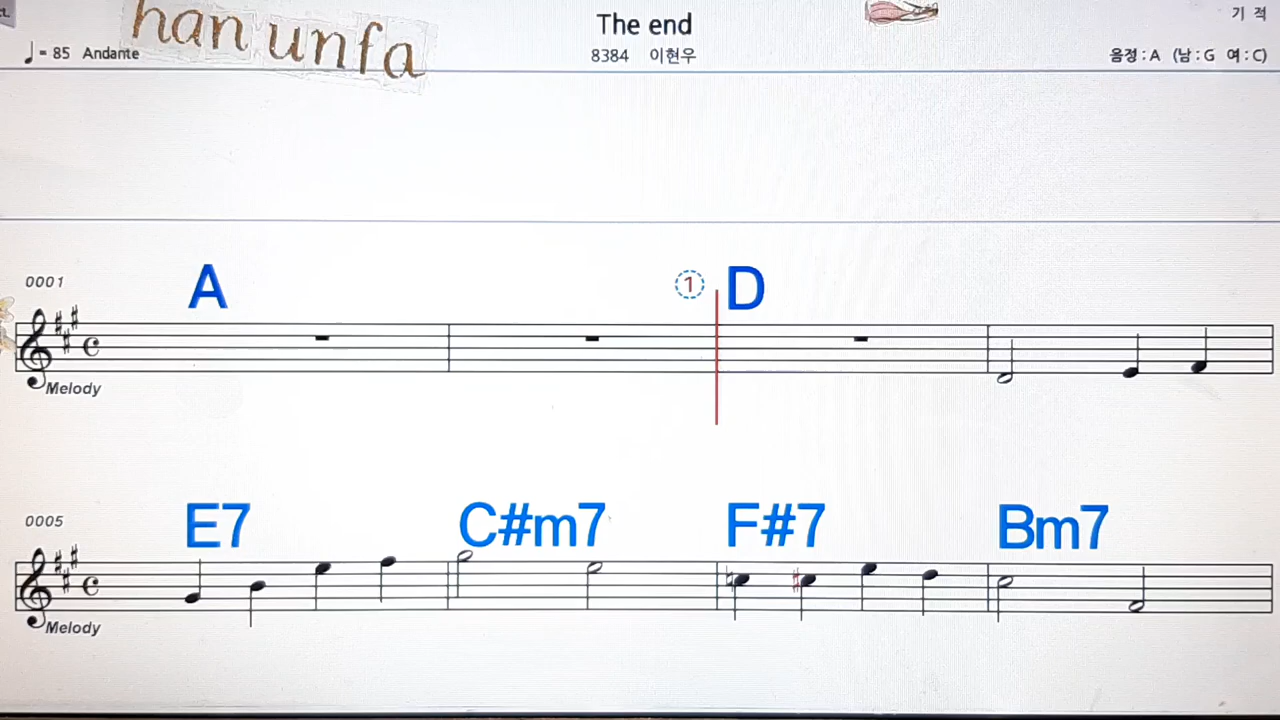 han unfa
The end
기 적
♩= 85 Andante
8384 이현우
음정 : A (남 : G 여 : C)
0001
A
1
D
Melody
0005
E7
C#m7
F#7
Bm7
Melody